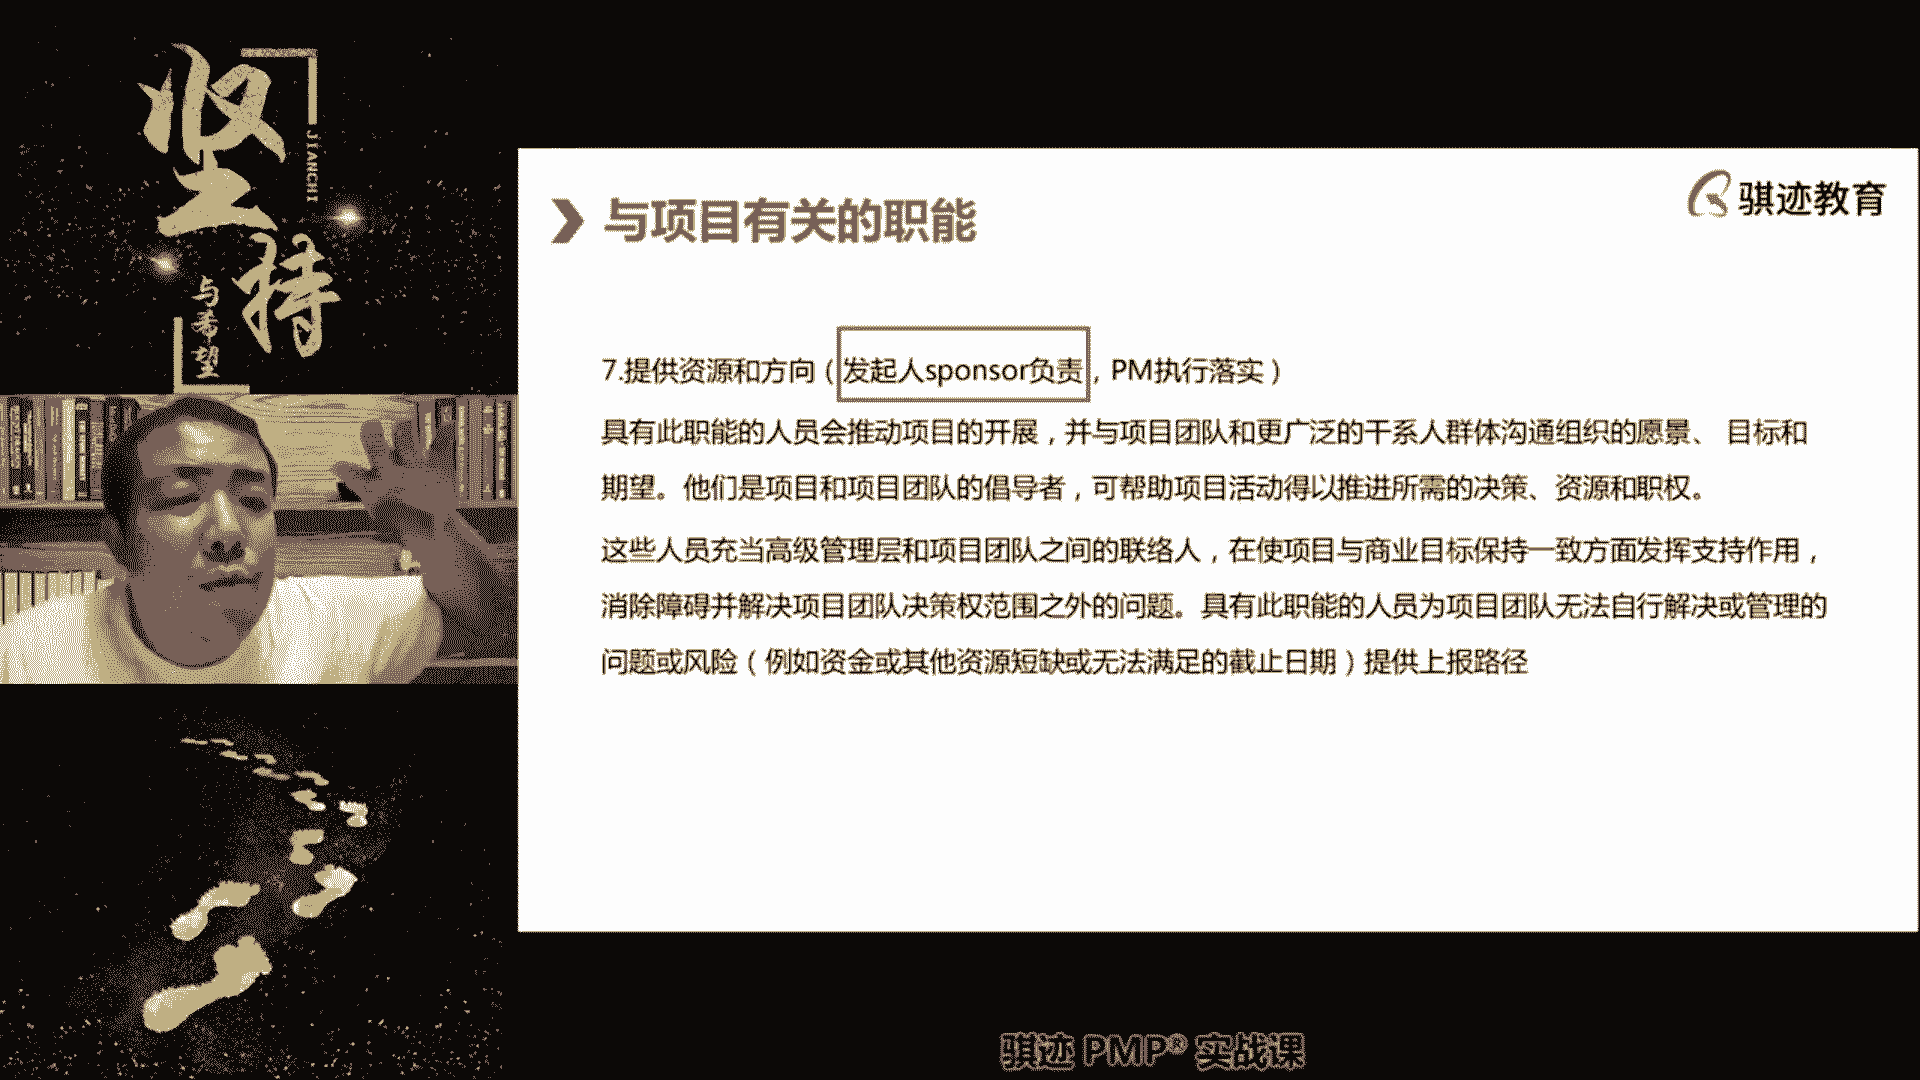 坚持
JIANCHI
与希望
骐迹教育
与项目有关的职能
7.提供资源和方向（发起人sponsor负责，PM执行落实）
具有此职能的人员会推动项目的开展，并与项目团队和更广泛的干系人群体沟通组织的愿景、 目标和
期望。他们是项目和项目团队的倡导者，可帮助项目活动得以推进所需的决策、资源和职权。
这些人员充当高级管理层和项目团队之间的联络人，在使项目与商业目标保持一致方面发挥支持作用，
消除障碍并解决项目团队决策权范围之外的问题。具有此职能的人员为项目团队无法自行解决或管理的
问题或风险（例如资金或其他资源短缺或无法满足的截止日期）提供上报路径
骐迹 PMP® 实战课